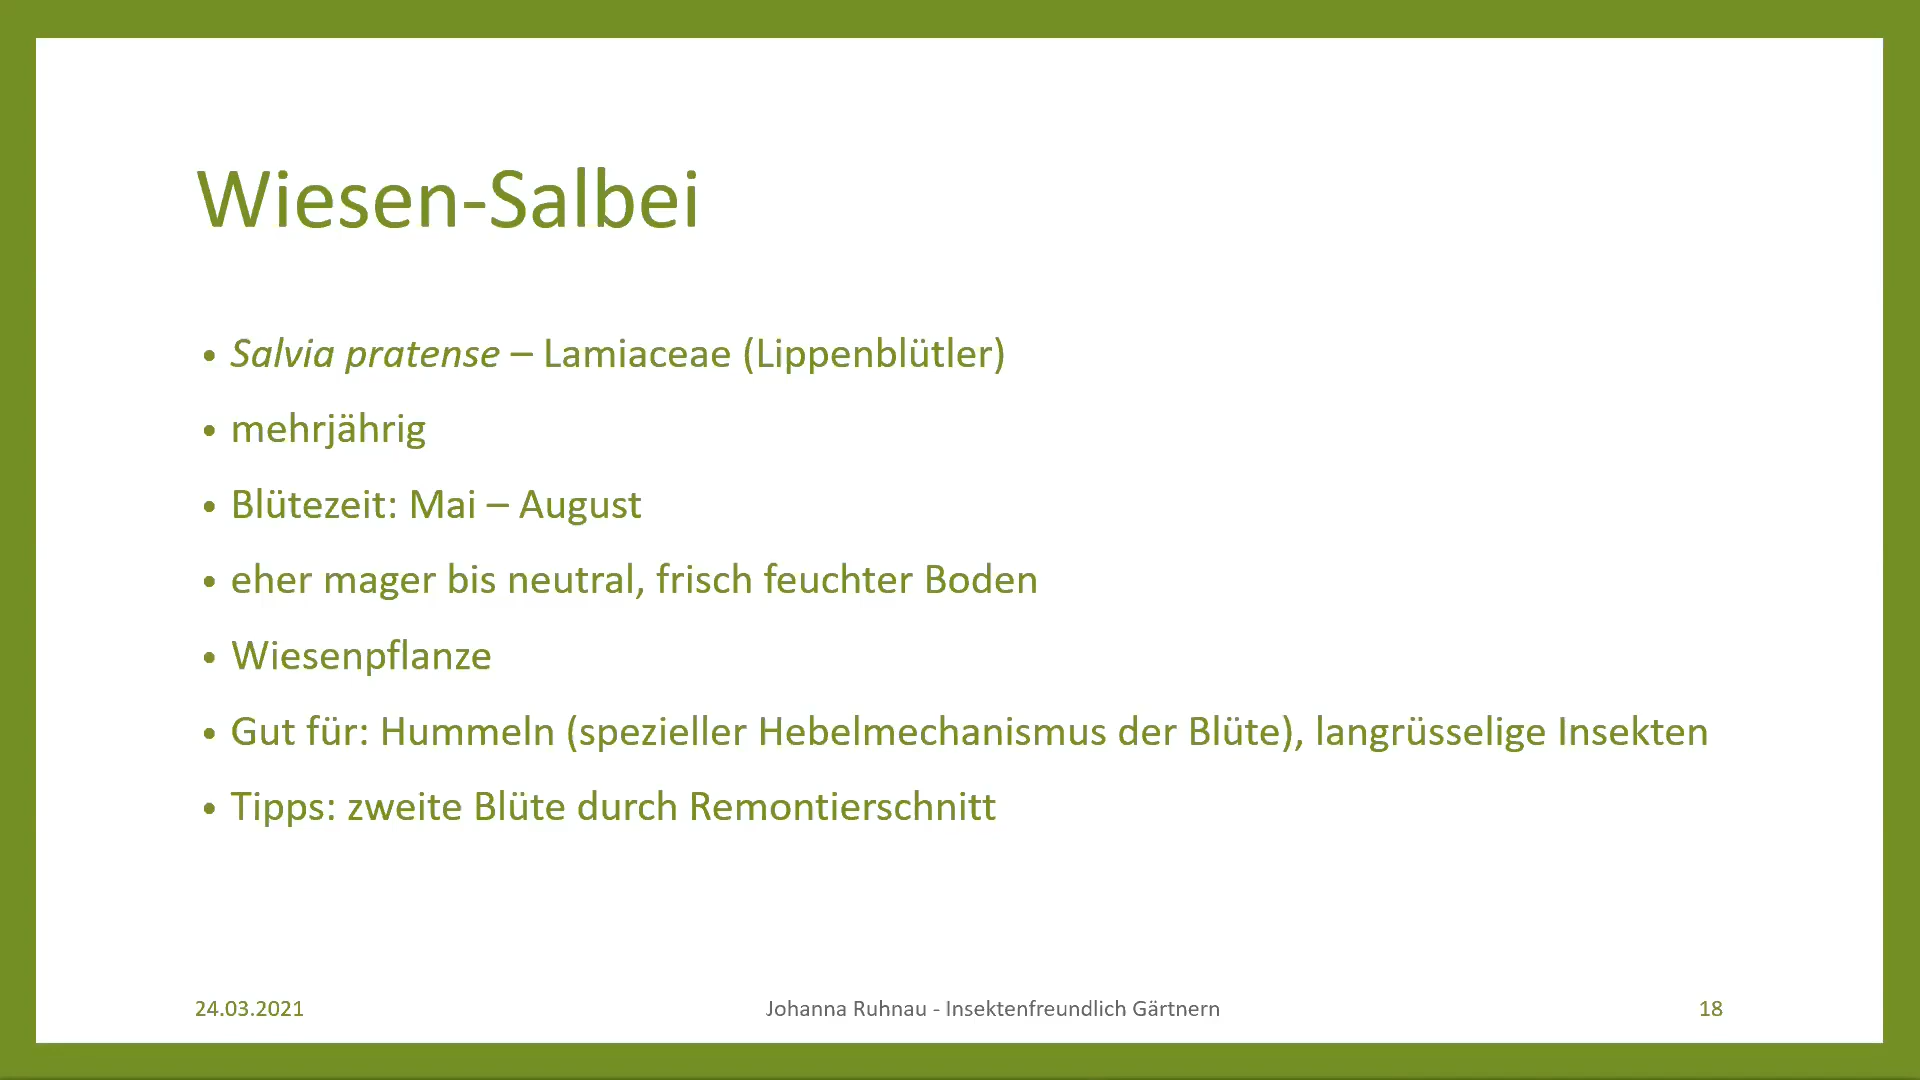 Wiesen-Salbei
• Salvia pratense – Lamiaceae (Lippenblütler)
• mehrjährig
• Blütezeit: Mai – August
• eher mager bis neutral, frisch feuchter Boden
• Wiesenpflanze
• Gut für: Hummeln (spezieller Hebelmechanismus der Blüte), langrüsselige Insekten
• Tipps: zweite Blüte durch Remontierschnitt
24.03.2021
Johanna Ruhnau - Insektenfreundlich Gärtnern
18